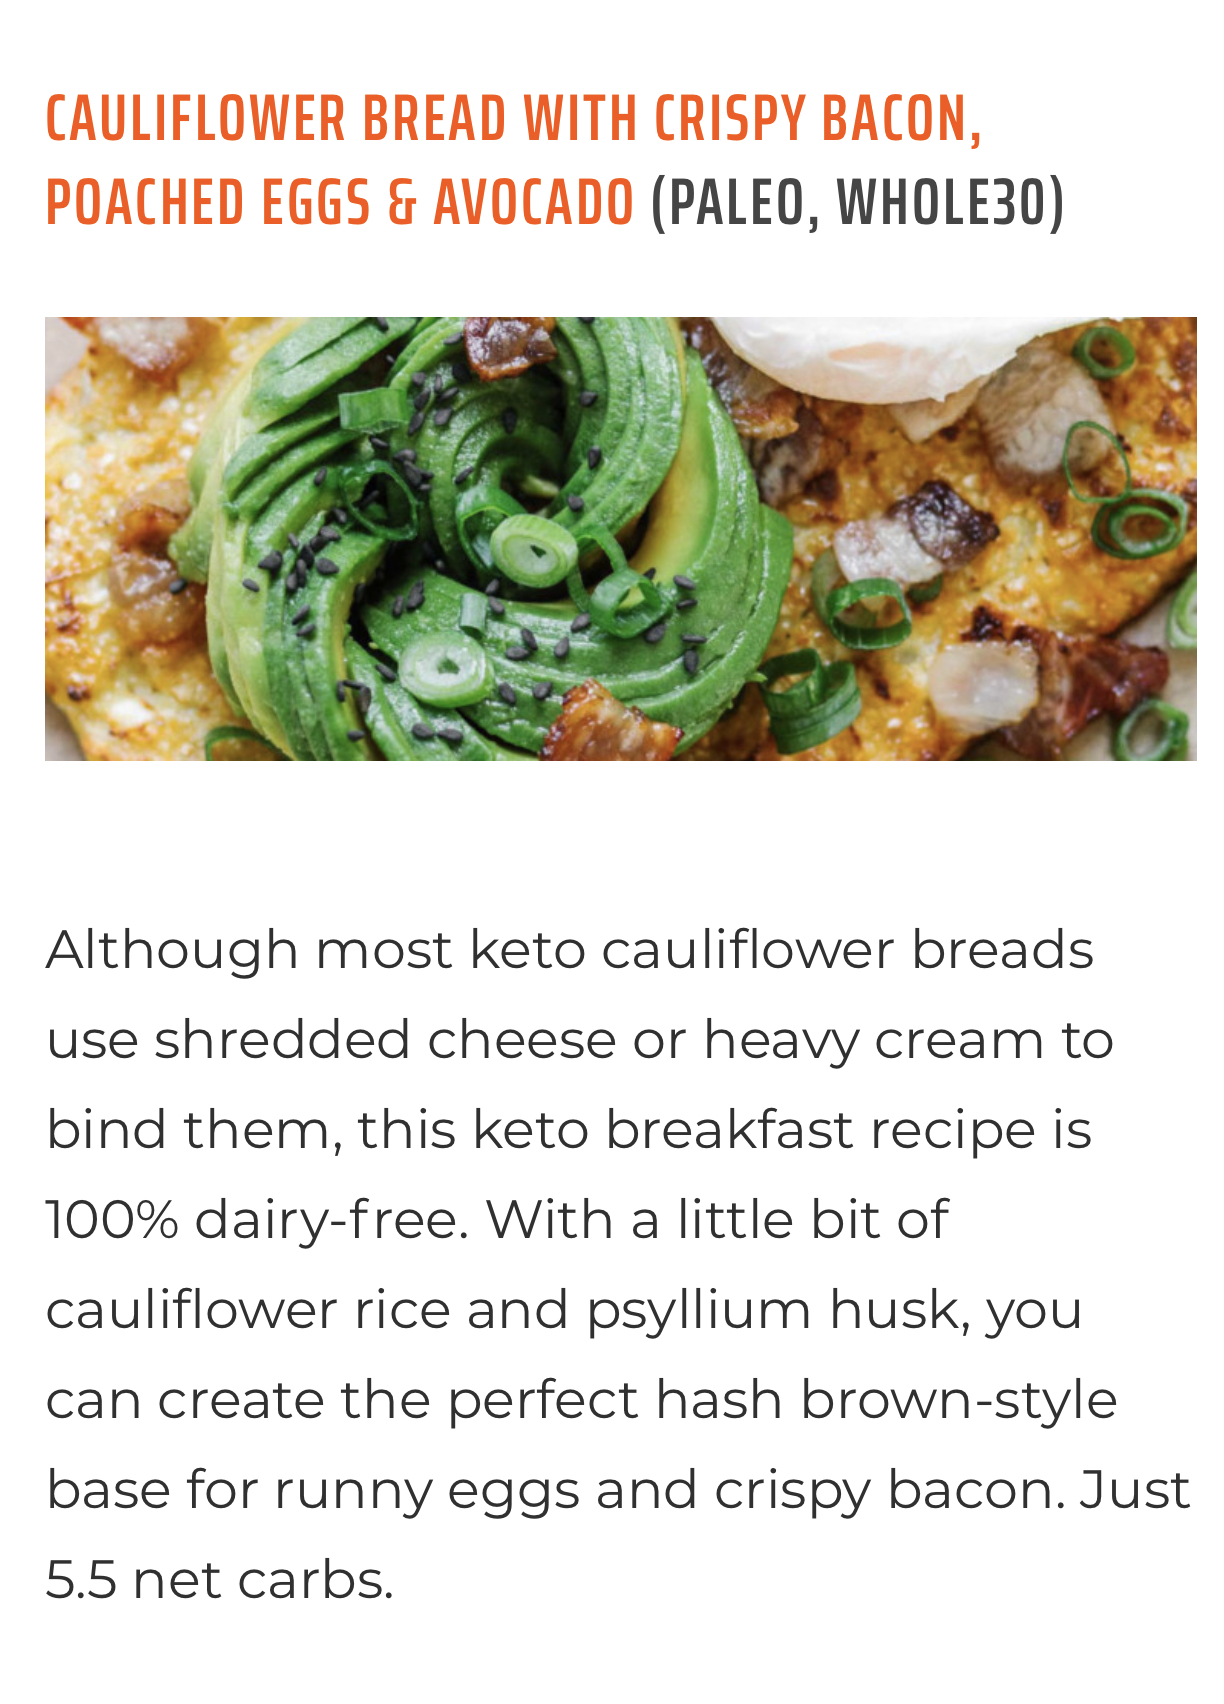 CAULIFLOWER BREAD WITH CRISPY BACON,
POACHED EGGS & AVOCADO (PALEO, WHOLE30)
Although most keto cauliflower breads
use shredded cheese or heavy cream to
bind them, this keto breakfast recipe is
100% dairy-free. With a little bit of
cauliflower rice and psyllium husk, you
can create the perfect hash brown-style
base for runny eggs and crispy bacon. Just
5.5 net carbs.